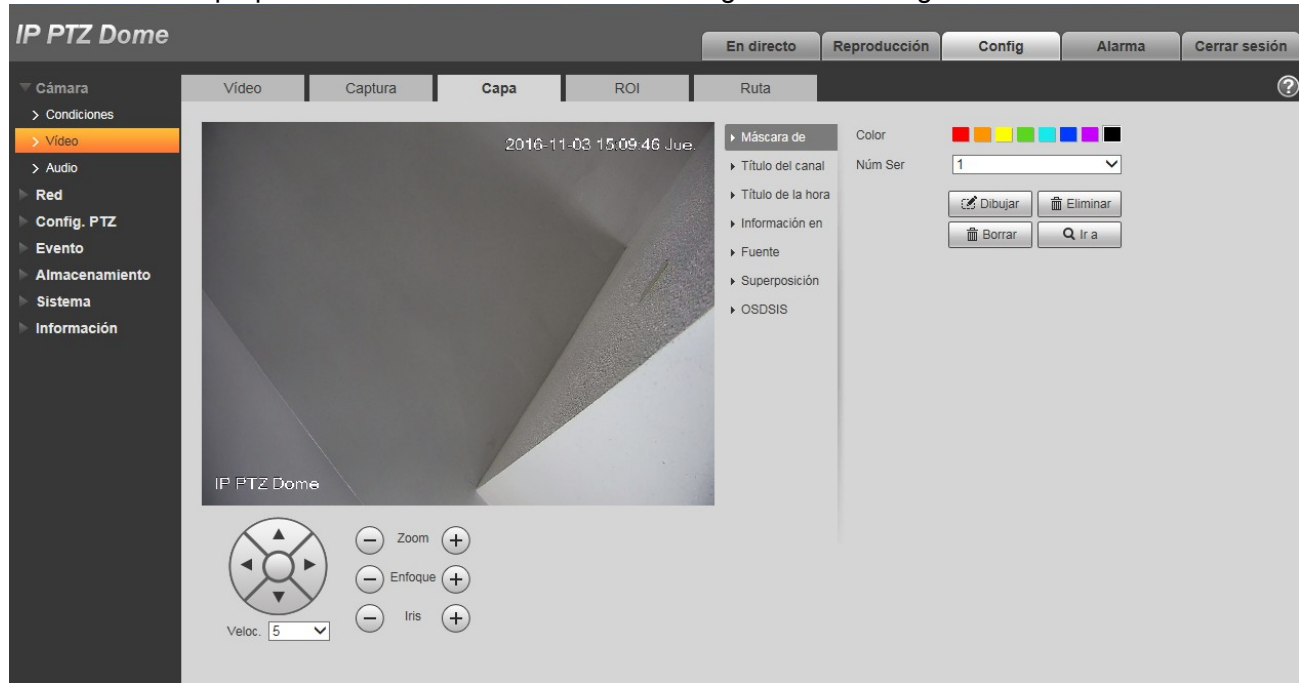 IP PTZ Dome
En directo
Reproducción
Config
Alarma
Cerrar sesión
Cámara
Condiciones
Vídeo
Audio
Red
Config. PTZ
Evento
Almacenamiento
Sistema
Información
Vídeo
Captura
Capa
ROI
Ruta
?
2016-11-03 15:09:46 Jue.
IP PTZ Dome
Máscara de
Título del canal
Título de la hora
Información en
Fuente
Superposición
OSDSIS
Color
Núm Ser
1
Dibujar
Eliminar
Borrar
Ir a
Zoom
Enfoque
Iris
Veloc. 5